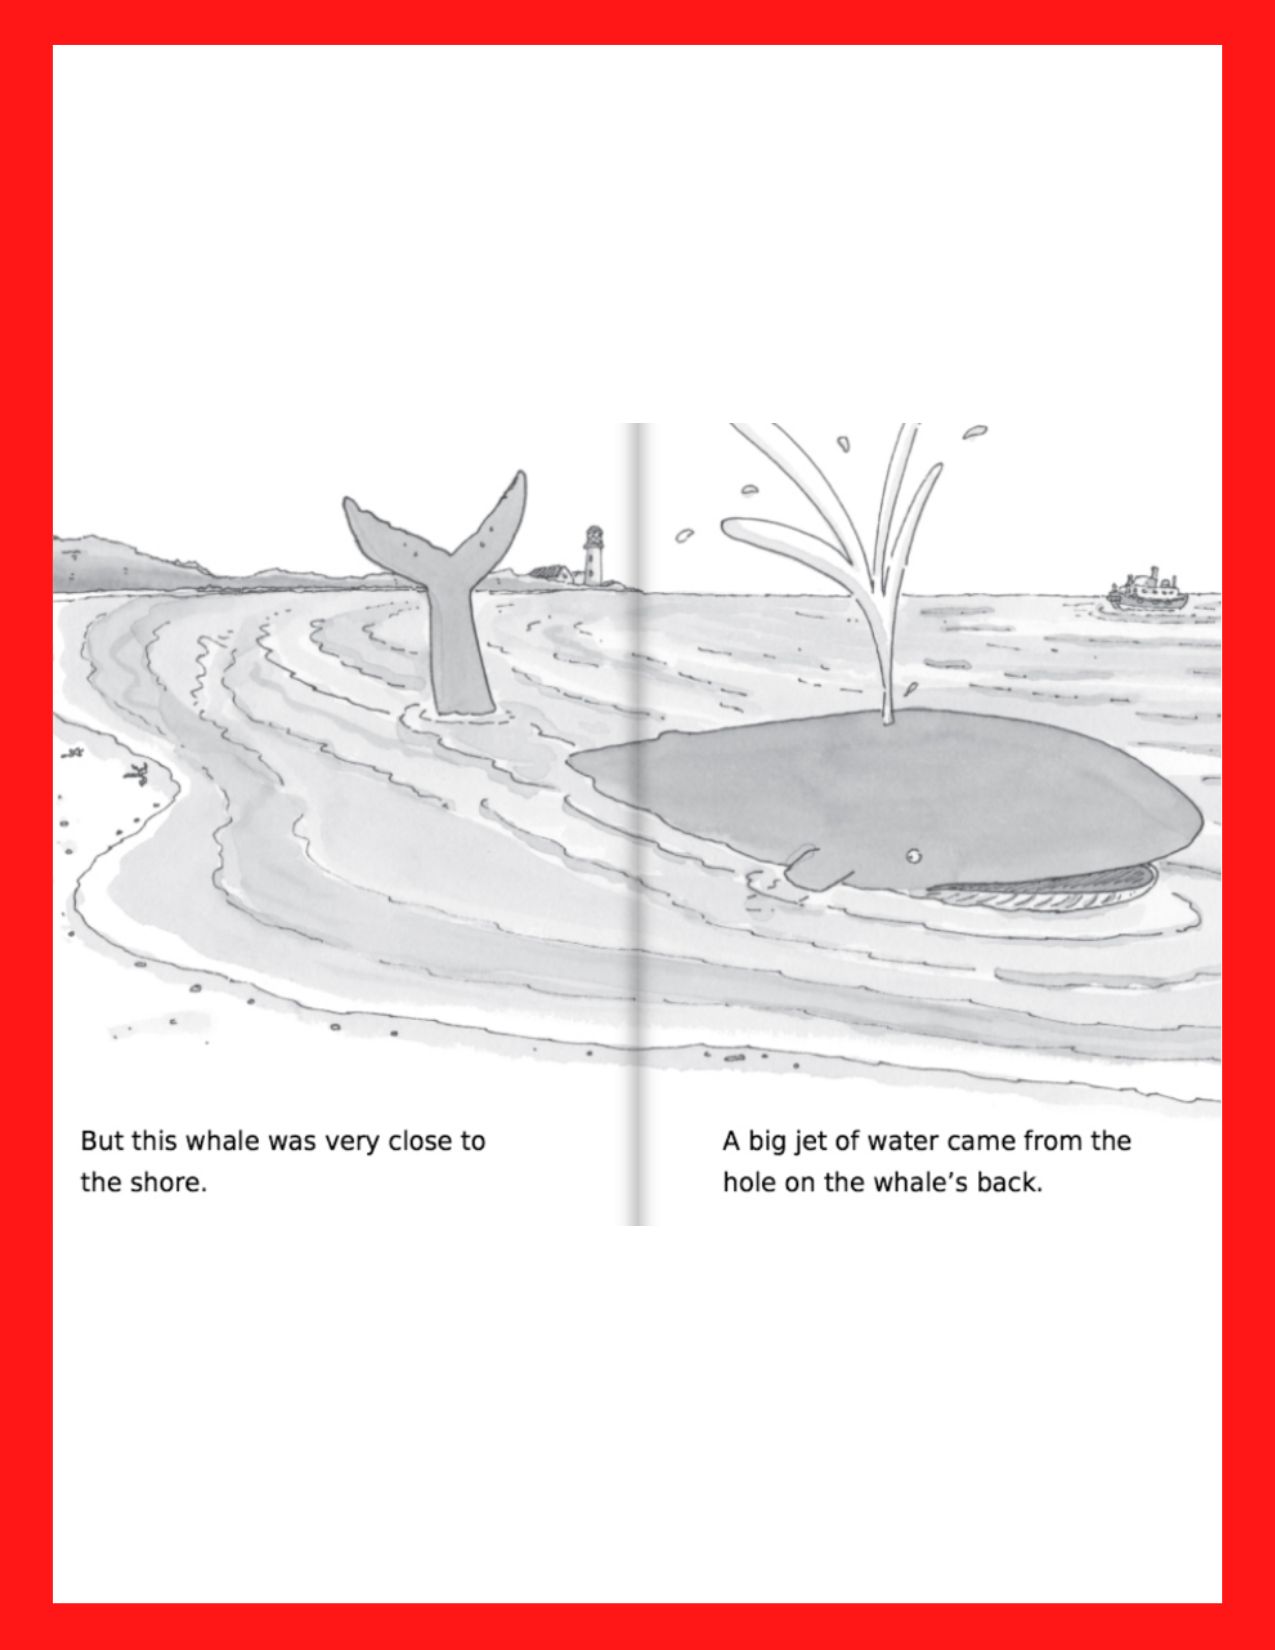 But this whale was very close to
the shore.
A big jet of water came from the
hole on the whale’s back.